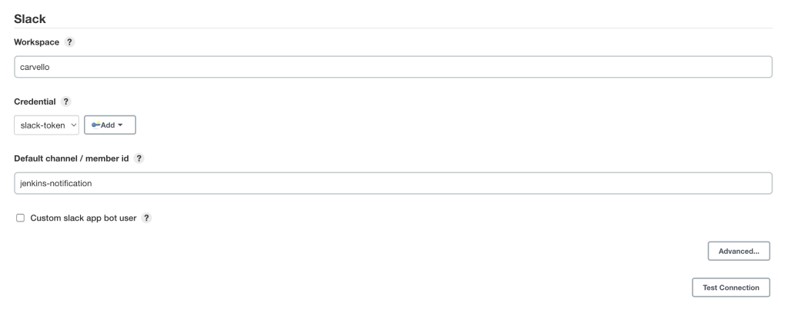 Slack
Workspace ?
carvello
Credential ?
slack-token Add
Default channel / member id ?
jenkins-notification
Custom slack app bot user ?
Advanced...
Test Connection